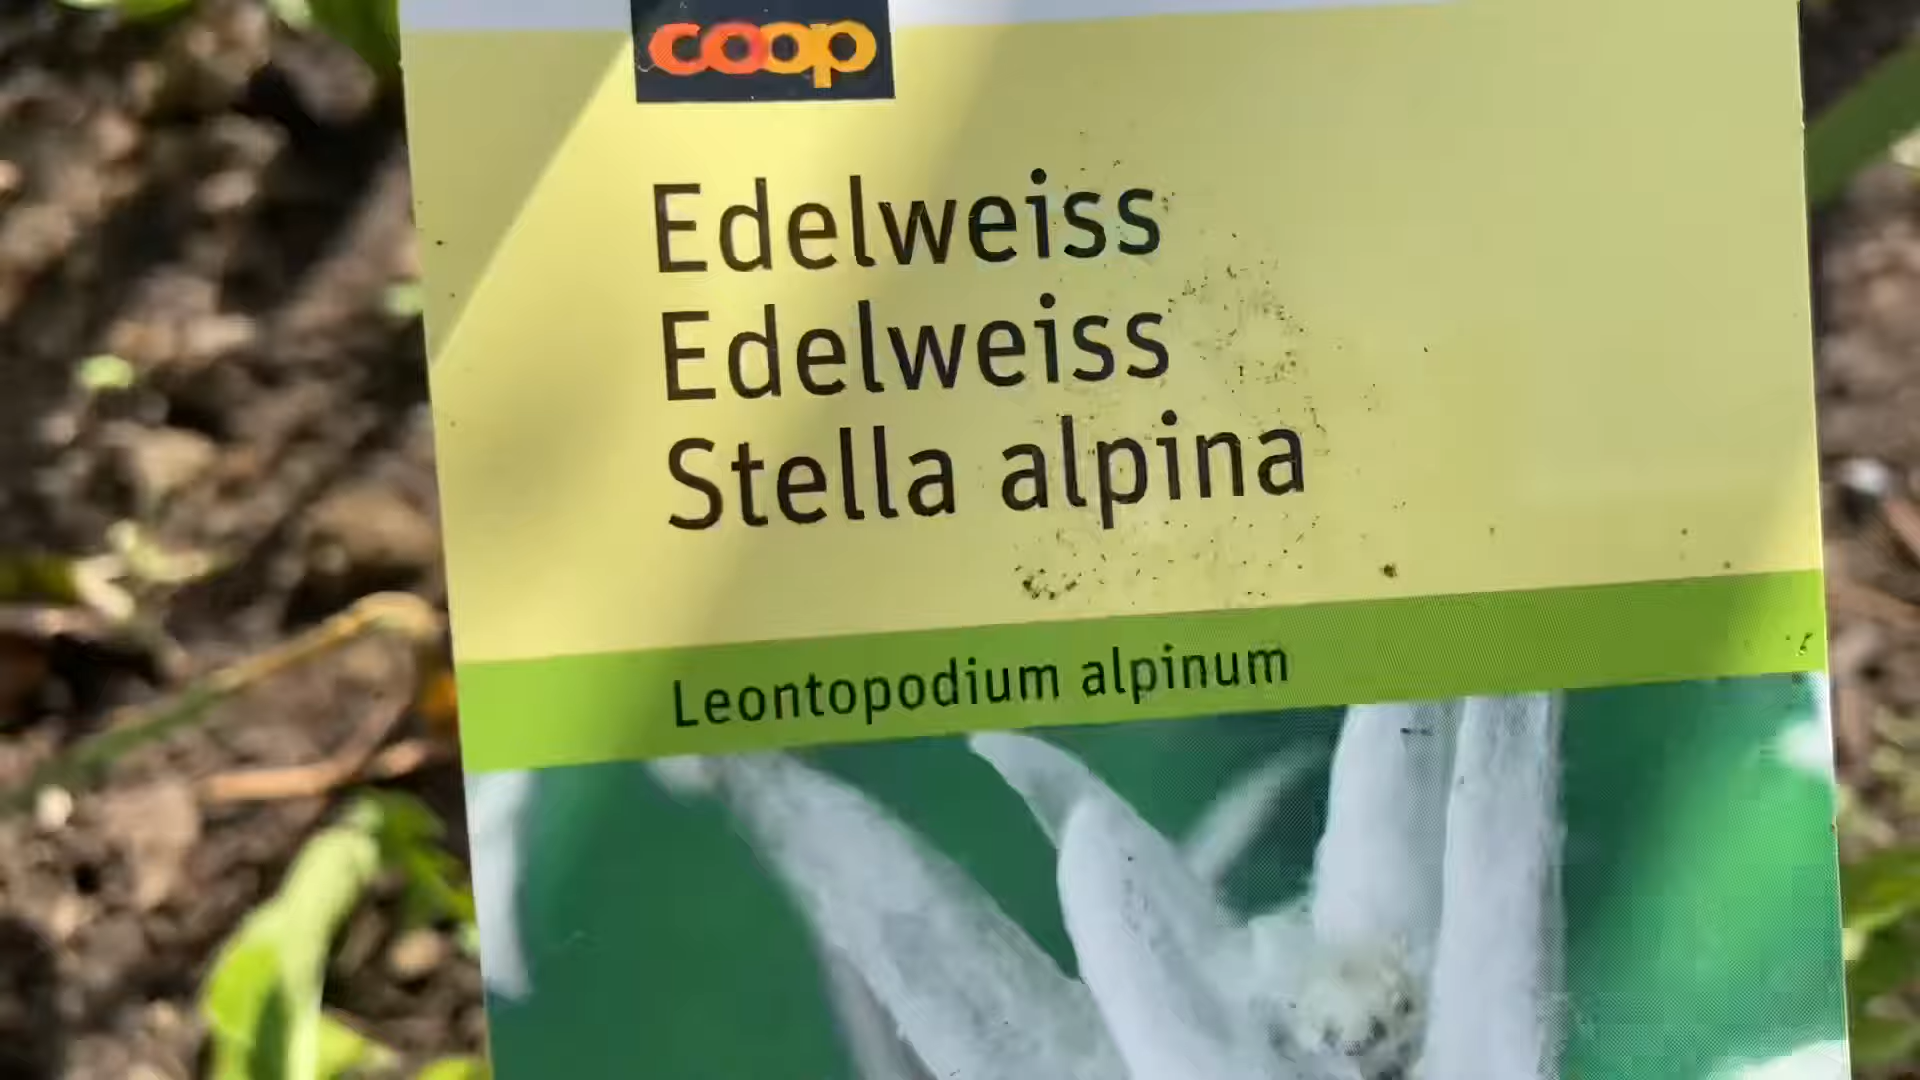 coop
Edelweiss
Edelweiss
Stella alpina
Leontopodium alpinum